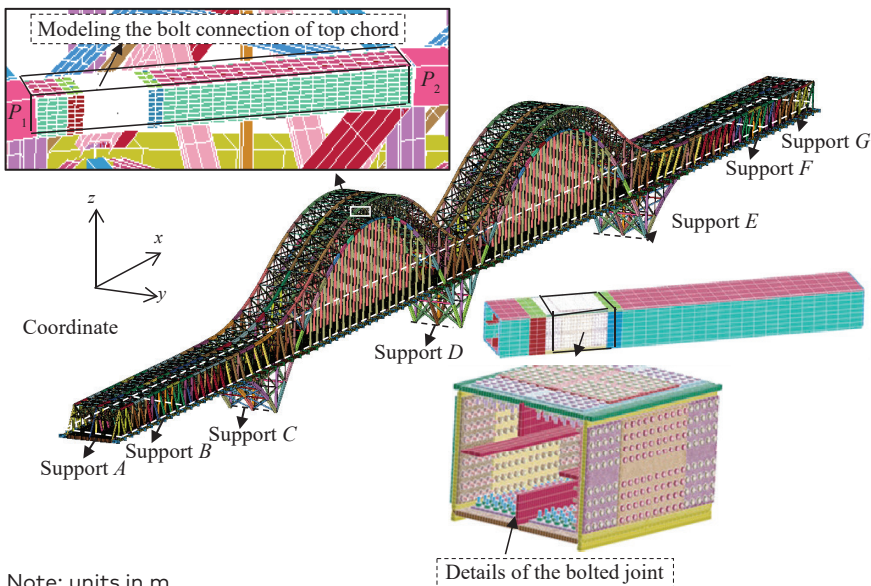 Modeling the bolt connection of top chord
P1
P2
Support G
Support F
Support E
z
x
y
Coordinate
Support D
Support C
Support B
Support A
Details of the bolted joint
Note: units in m